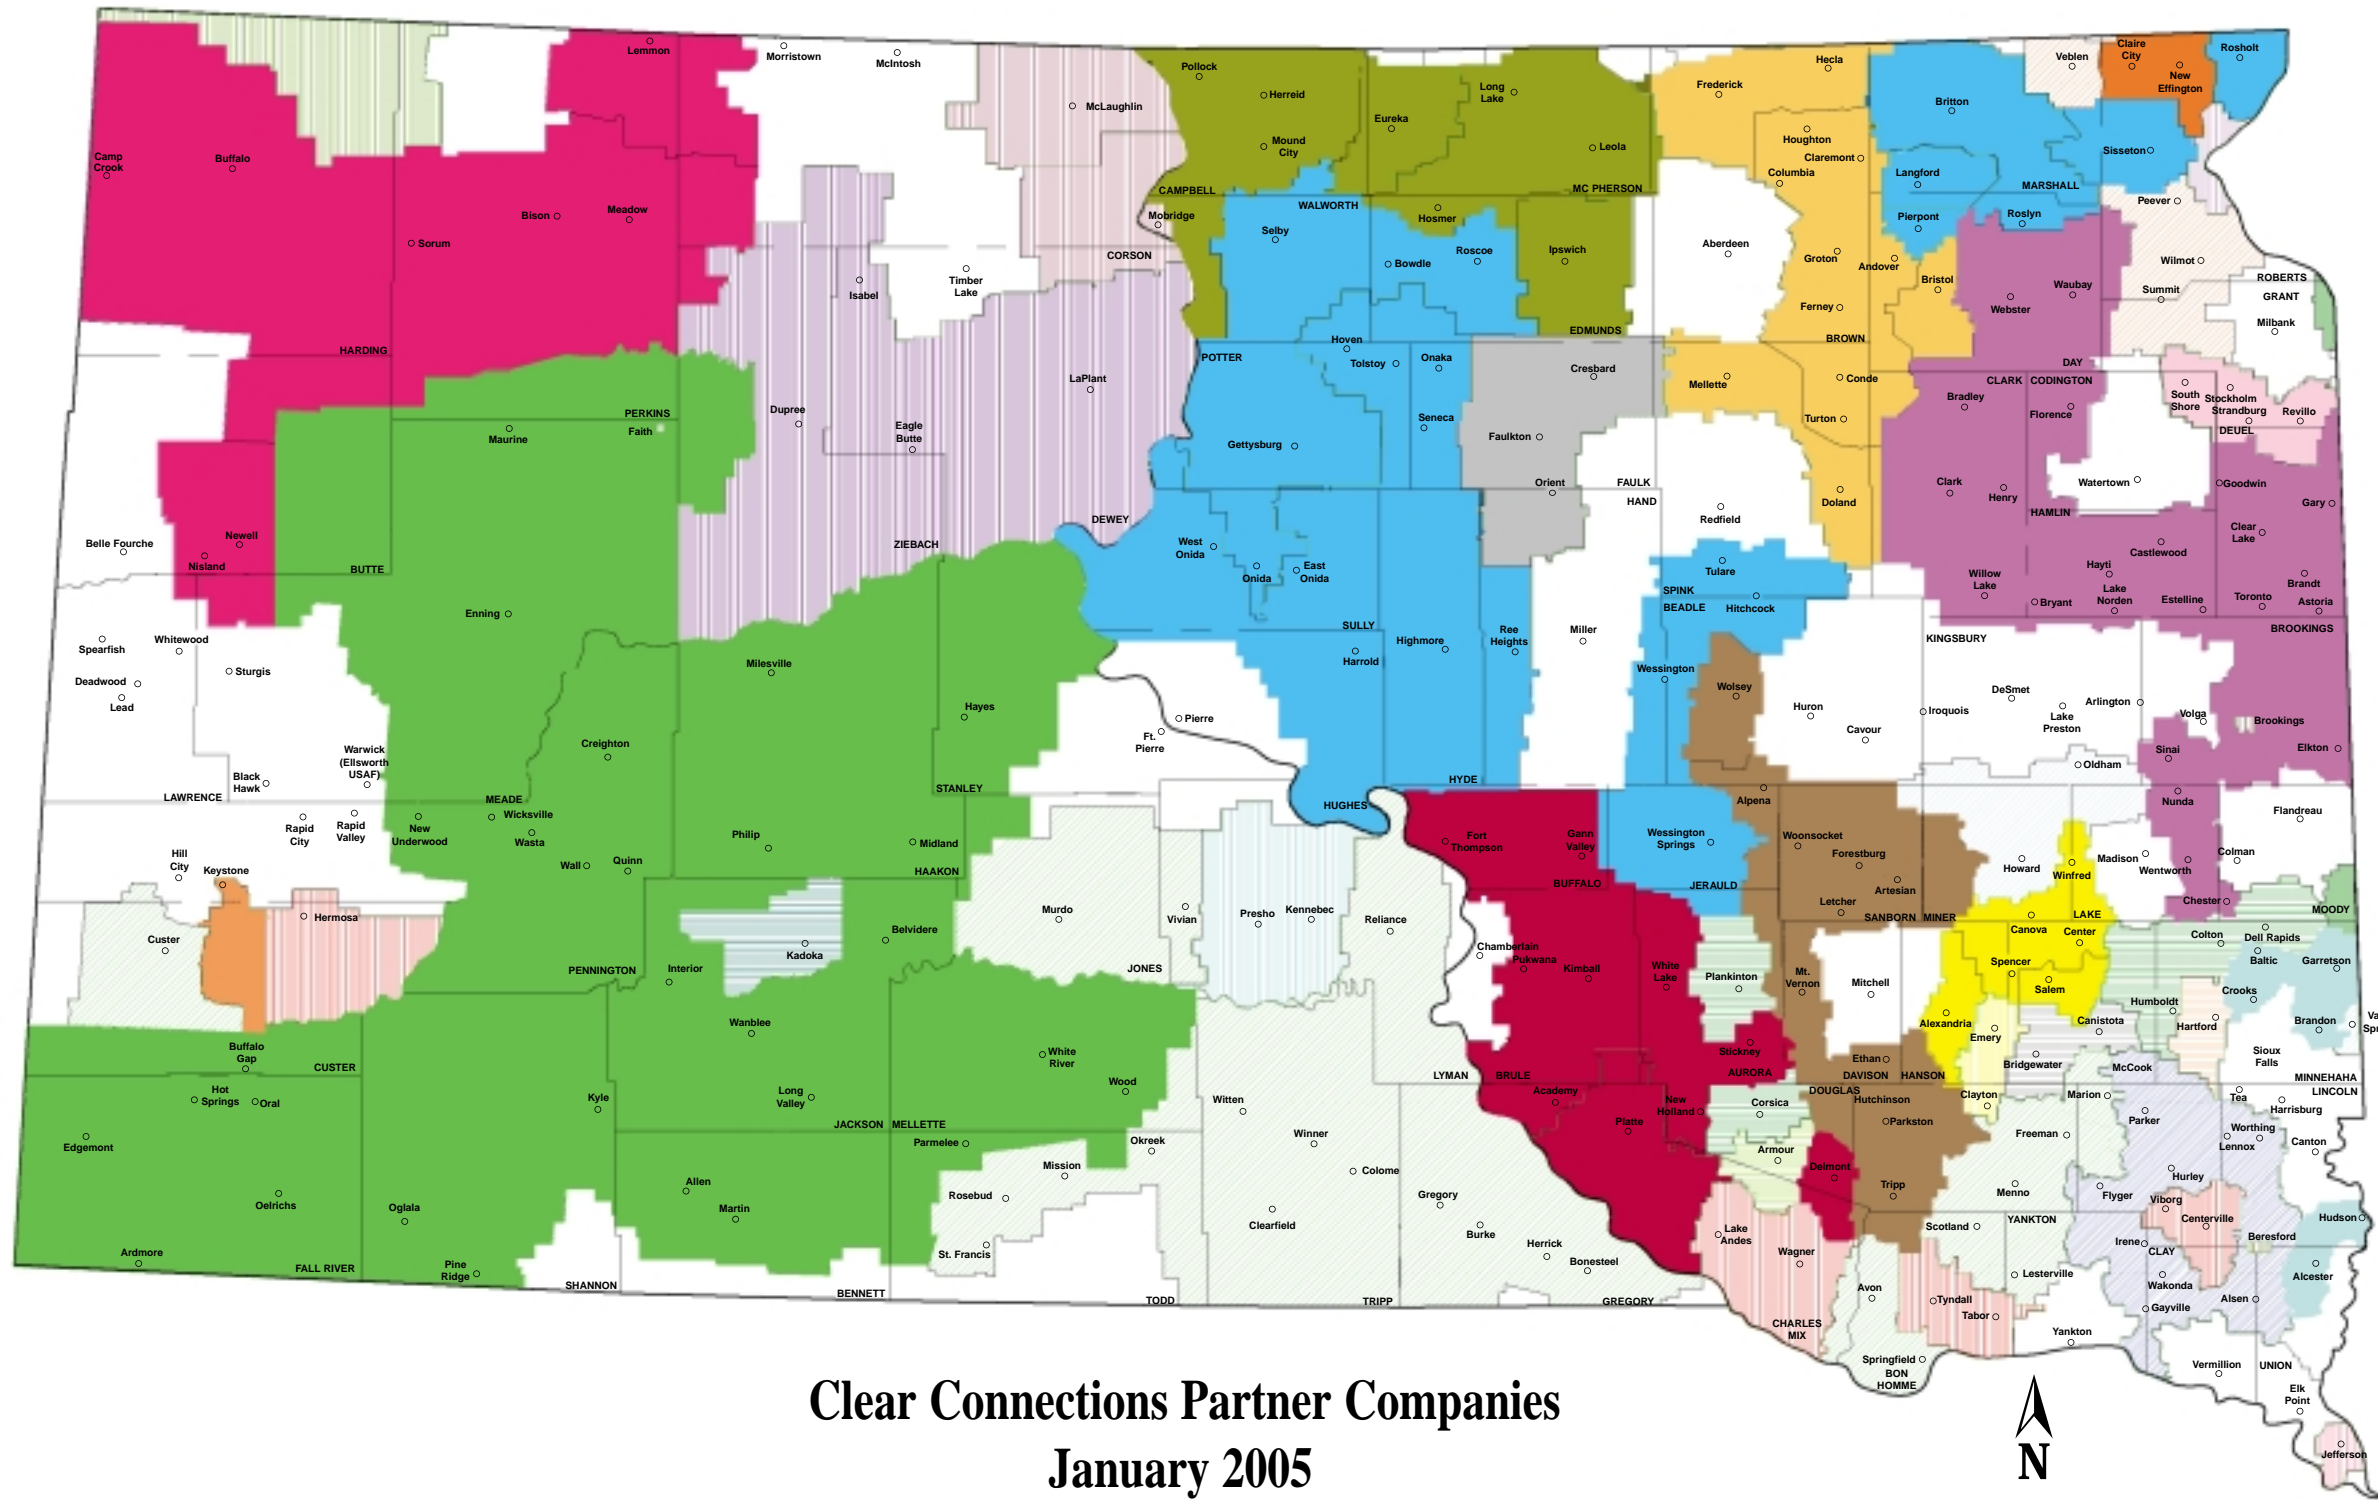 Lemmon
Morristown
McIntosh
McLaughlin
Pollock
Herreid
Mound
City
Eureka
Long
Lake
Leola
Frederick
Hecla
Houghton
Claremont
Columbia
Britton
Langford
Pierpont
Veblen
Claire
City
New
Effington
Rosholt
Sisseton
MARSHALL
Peever
Roslyn
Camp
Crook
Buffalo
Bison
Meadow
Sorum
CAMPBELL
Mobridge
WALWORTH
Selby
Hosmer
MC PHERSON
Bowdle
Roscoe
Ipswich
Aberdeen
Groton
Andover
Bristol
Ferney
BROWN
Webster
Waubay
Wilmot
Summit
ROBERTS
GRANT
Milbank
CORSON
Timber
Lake
Isabel
HARDING
EDMUNDS
POTTER
Hoven
Tolstoy
Onaka
Cresbard
Mellette
Conde
Turton
DAY
CLARK
CODINGTON
Bradley
Florence
South
Shore
Stockholm
Strandburg
Revillo
DEUEL
LaPlant
Dupree
Eagle
Butte
PERKINS
Faith
Maurine
Gettysburg
Seneca
Faulkton
Orient
FAULK
HAND
Redfield
Doland
Clark
Henry
Watertown
Goodwin
Gary
HAMLIN
Clear
Lake
Castlewood
Hayti
Lake
Norden
Willow
Lake
Bryant
Estelline
Toronto
Brandt
Astoria
BROOKINGS
KINGSBURY
Belle Fourche
Newell
Nisland
BUTTE
Enning
ZIEBACH
DEWEY
West
Onida
Onida
East
Onida
SULLY
Highmore
Harrold
Ree
Heights
Miller
Tulare
SPINK
BEADLE
Hitchcock
Wessington
Wolsey
Huron
Cavour
Iroquois
DeSmet
Lake
Preston
Arlington
Volga
Brookings
Sinai
Elkton
Oldham
Spearfish
Whitewood
Sturgis
Deadwood
Lead
Milesville
Hayes
Pierre
Ft.
Pierre
Creighton
Warwick
(Ellsworth
USAF)
Black
Hawk
LAWRENCE
MEADE
STANLEY
HUGHES
HYDE
Rapid
City
Rapid
Valley
New
Underwood
Wicksville
Wasta
Wall
Quinn
Philip
Midland
HAAKON
Fort
Thompson
Gann
Valley
BUFFALO
Wessington
Springs
JERAULD
Alpena
Woonsocket
Forestburg
Artesian
Letcher
SANBORN
MINER
Howard
Winfred
Madison
Wentworth
Nunda
Colman
Flandreau
Chester
LAKE
MOODY
Hill
City
Keystone
Hermosa
Custer
PENNINGTON
Interior
Kadoka
Belvidere
Murdo
JONES
Vivian
Presho
Kennebec
Reliance
Chamberlain
Pukwana
Kimball
White
Lake
Plankinton
Mt.
Vernon
Mitchell
Canova
Center
Spencer
Salem
Colton
Dell Rapids
Baltic
Garretson
Crooks
Humboldt
Hartford
Brandon
Va
Spr
Canistota
Alexandria
Emery
Bridgewater
McCook
Sioux
Falls
MINNEHAHA
LINCOLN
Buffalo
Gap
CUSTER
Hot
Springs
Oral
Edgemont
Oelrichs
Ardmore
FALL RIVER
Oglala
Pine
Ridge
Kyle
Wanblee
Long
Valley
JACKSON
MELLETTE
White
River
Wood
Witten
LYMAN
BRULE
Stickney
AURORA
Ethan
DAVISON
HANSON
Academy
Platte
New
Holland
Corsica
DOUGLAS
Hutchinson
Parkston
Clayton
Marion
Freeman
Parker
Tea
Harrisburg
Worthing
Lennox
Canton
Hurley
Parmelee
Okreek
Mission
Rosebud
St. Francis
Allen
Martin
SHANNON
BENNETT
TODD
Winner
Colome
Clearfield
TRIPP
Gregory
Burke
Herrick
Bonesteel
GREGORY
Armour
Delmont
Tripp
Menno
Flyger
Viborg
Centerville
Hudson
Beresford
Scotland
YANKTON
Irene
CLAY
Lake
Andes
Wagner
CHARLES
MIX
Avon
Tyndall
Tabor
Lesterville
Wakonda
Gayville
Alsen
Alcester
Yankton
Springfield
BON
HOMME
Vermillion
UNION
Elk
Point
Jefferson
Clear Connections Partner Companies
January 2005
N